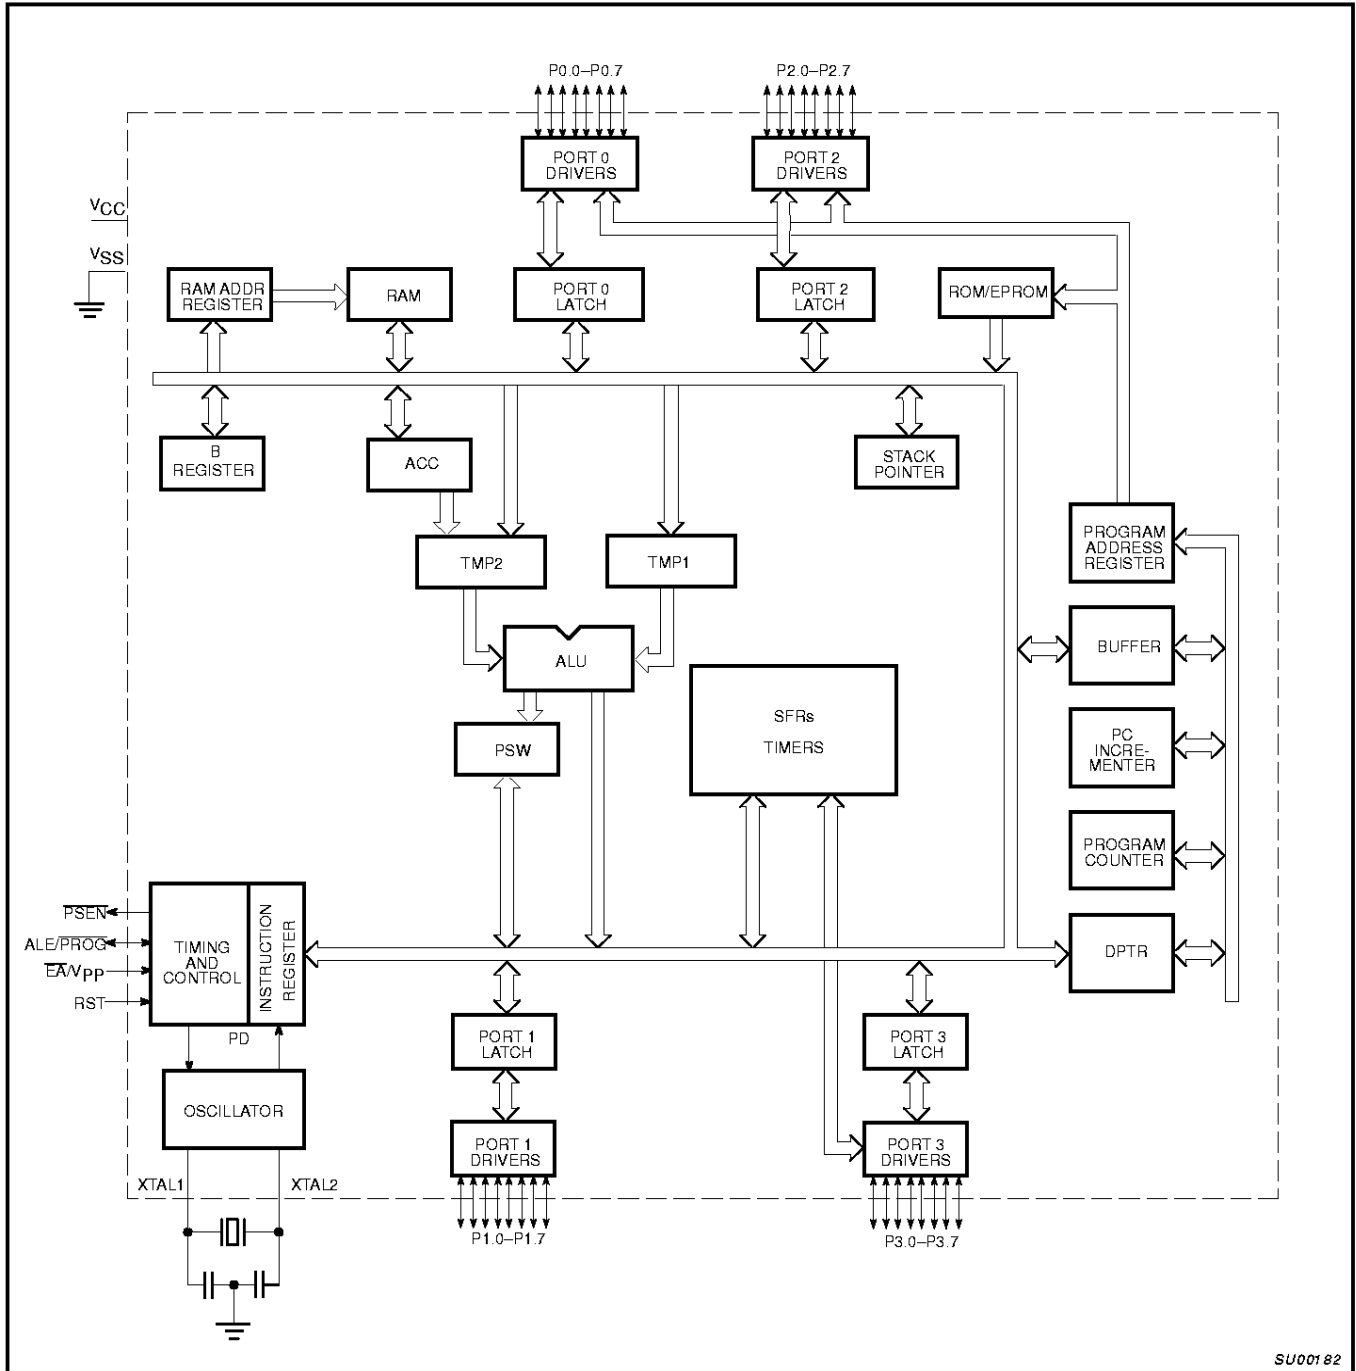 P0.0–P0.7
P2.0–P2.7
PORT 0
DRIVERS
PORT 2
DRIVERS
VCC
VSS
RAM ADDR
REGISTER
RAM
PORT 0
LATCH
PORT 2
LATCH
ROM/EPROM
B
REGISTER
ACC
STACK
POINTER
TMP2
TMP1
PROGRAM
ADDRESS
REGISTER
ALU
BUFFER
SFRs
TIMERS
PSW
PC
INCRE-
MENTER
PROGRAM
COUNTER
PSEN
ALE/PROG
EA/VPP
RST
TIMING
AND
CONTROL
INSTRUCTION
REGISTER
DPTR
PD
PORT 1
LATCH
PORT 3
LATCH
OSCILLATOR
PORT 1
DRIVERS
PORT 3
DRIVERS
XTAL1
XTAL2
P1.0–P1.7
P3.0–P3.7
SU00182